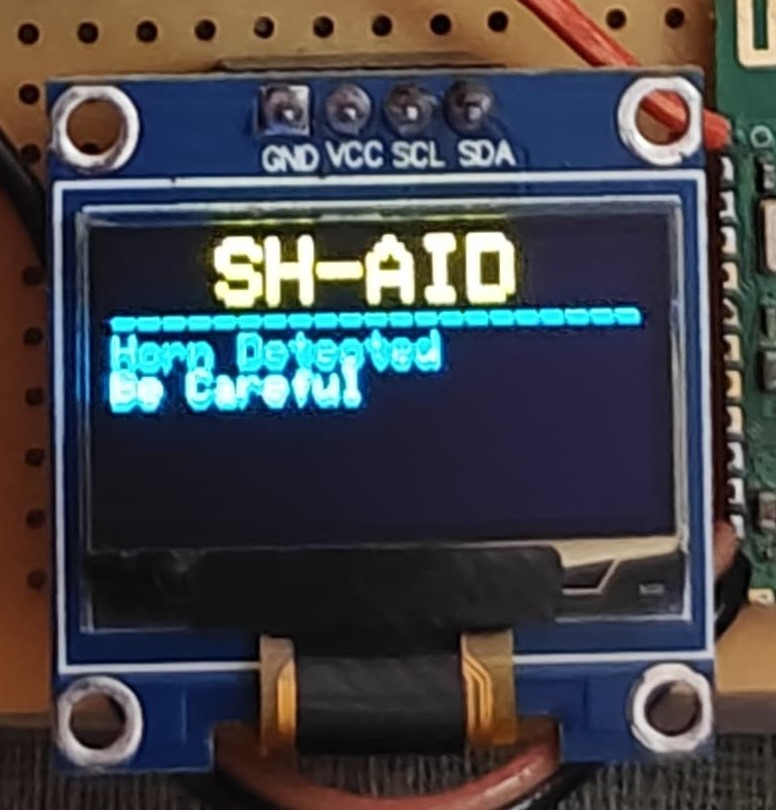 GND VCC SCL SDA
SH-AID
---------------------
Horn Detected
Be Careful